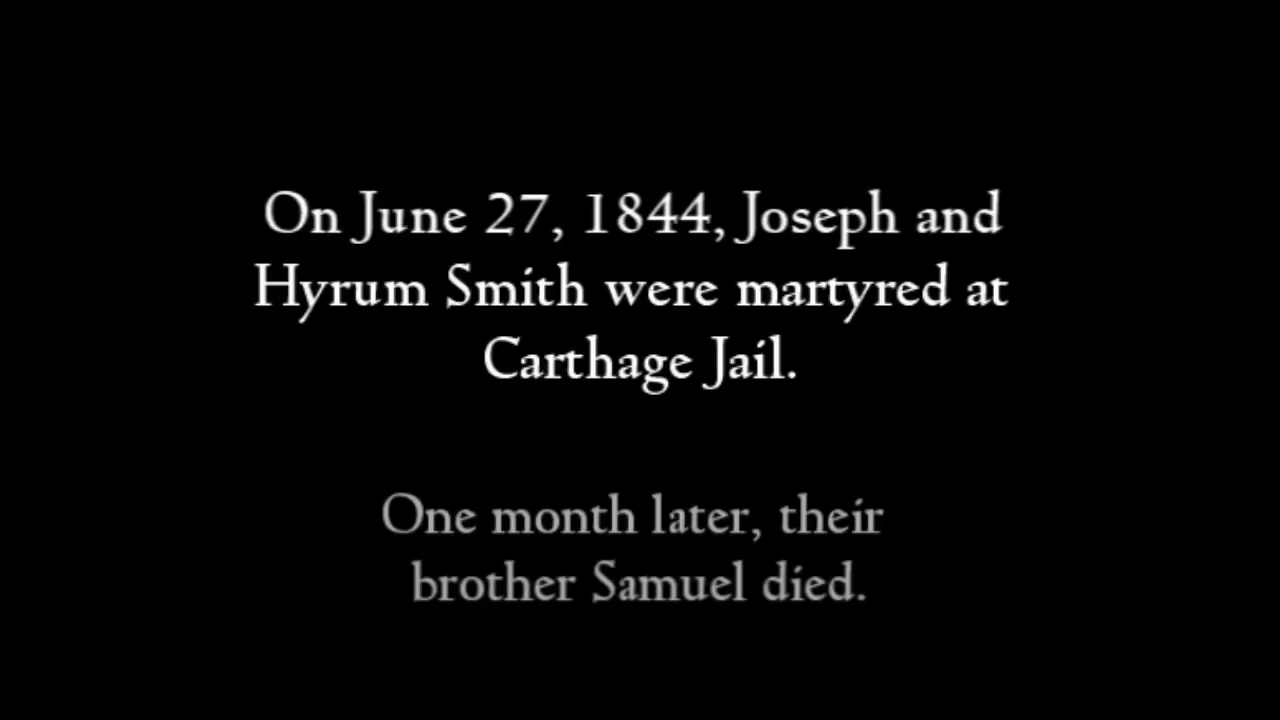 On June 27, 1844, Joseph and
Hyrum Smith were martyred at
Carthage Jail.
One month later, their
brother Samuel died.